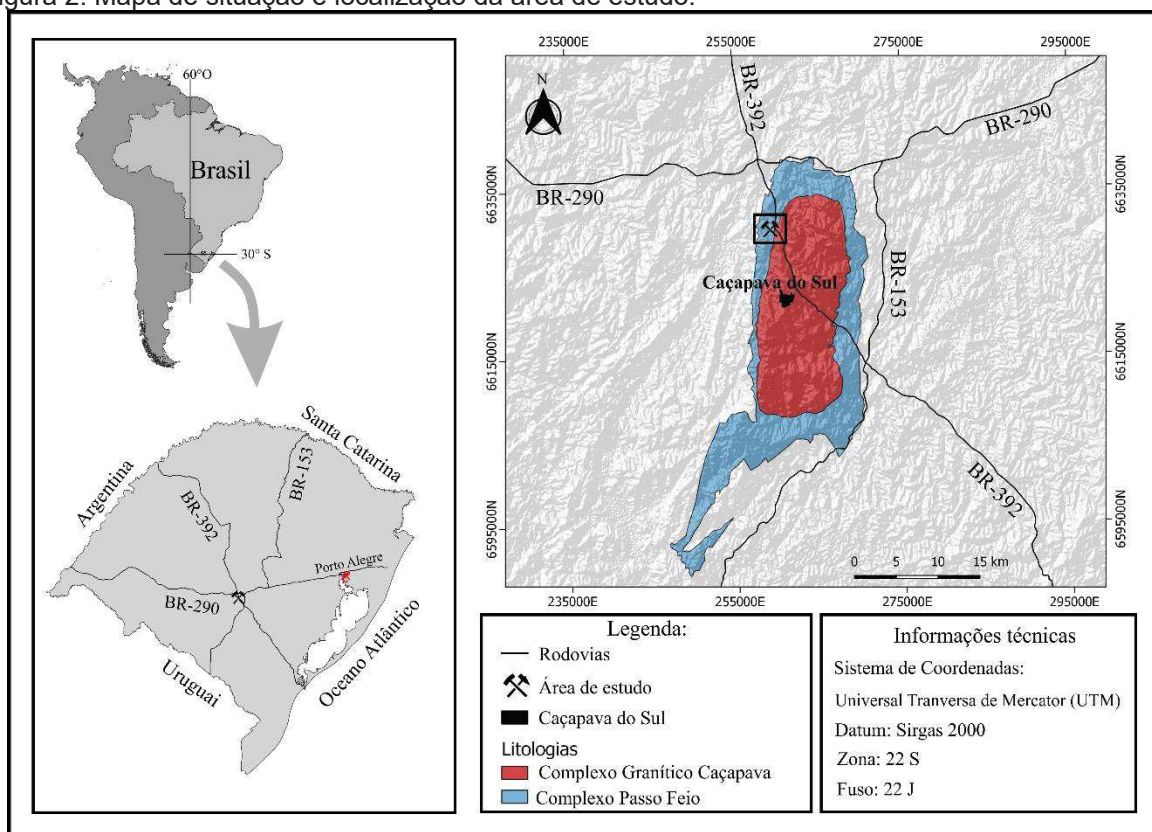 igura 2. Mapa de situação e localização da área de estudo.
60°O
Brasil
30° S
Santa Catarina
Argentina
BR-153
BR-392
Porto Alegre
BR-290
Uruguai
Oceano Atlântico
235000E
255000E
275000E
295000E
N
BR-392
BR-290
BR-290
6635000N
6635000N
Caçapava do Sul
BR-153
6615000N
6615000N
BR-392
6595000N
6595000N
0 5 10 15 km
235000E
255000E
275000E
295000E
Legenda:
Rodovias
Área de estudo
Caçapava do Sul
Litologias
Complexo Granítico Caçapava
Complexo Passo Feio
Informações técnicas
Sistema de Coordenadas:
Universal Tranversa de Mercator (UTM)
Datum: Sirgas 2000
Zona: 22 S
Fuso: 22 J